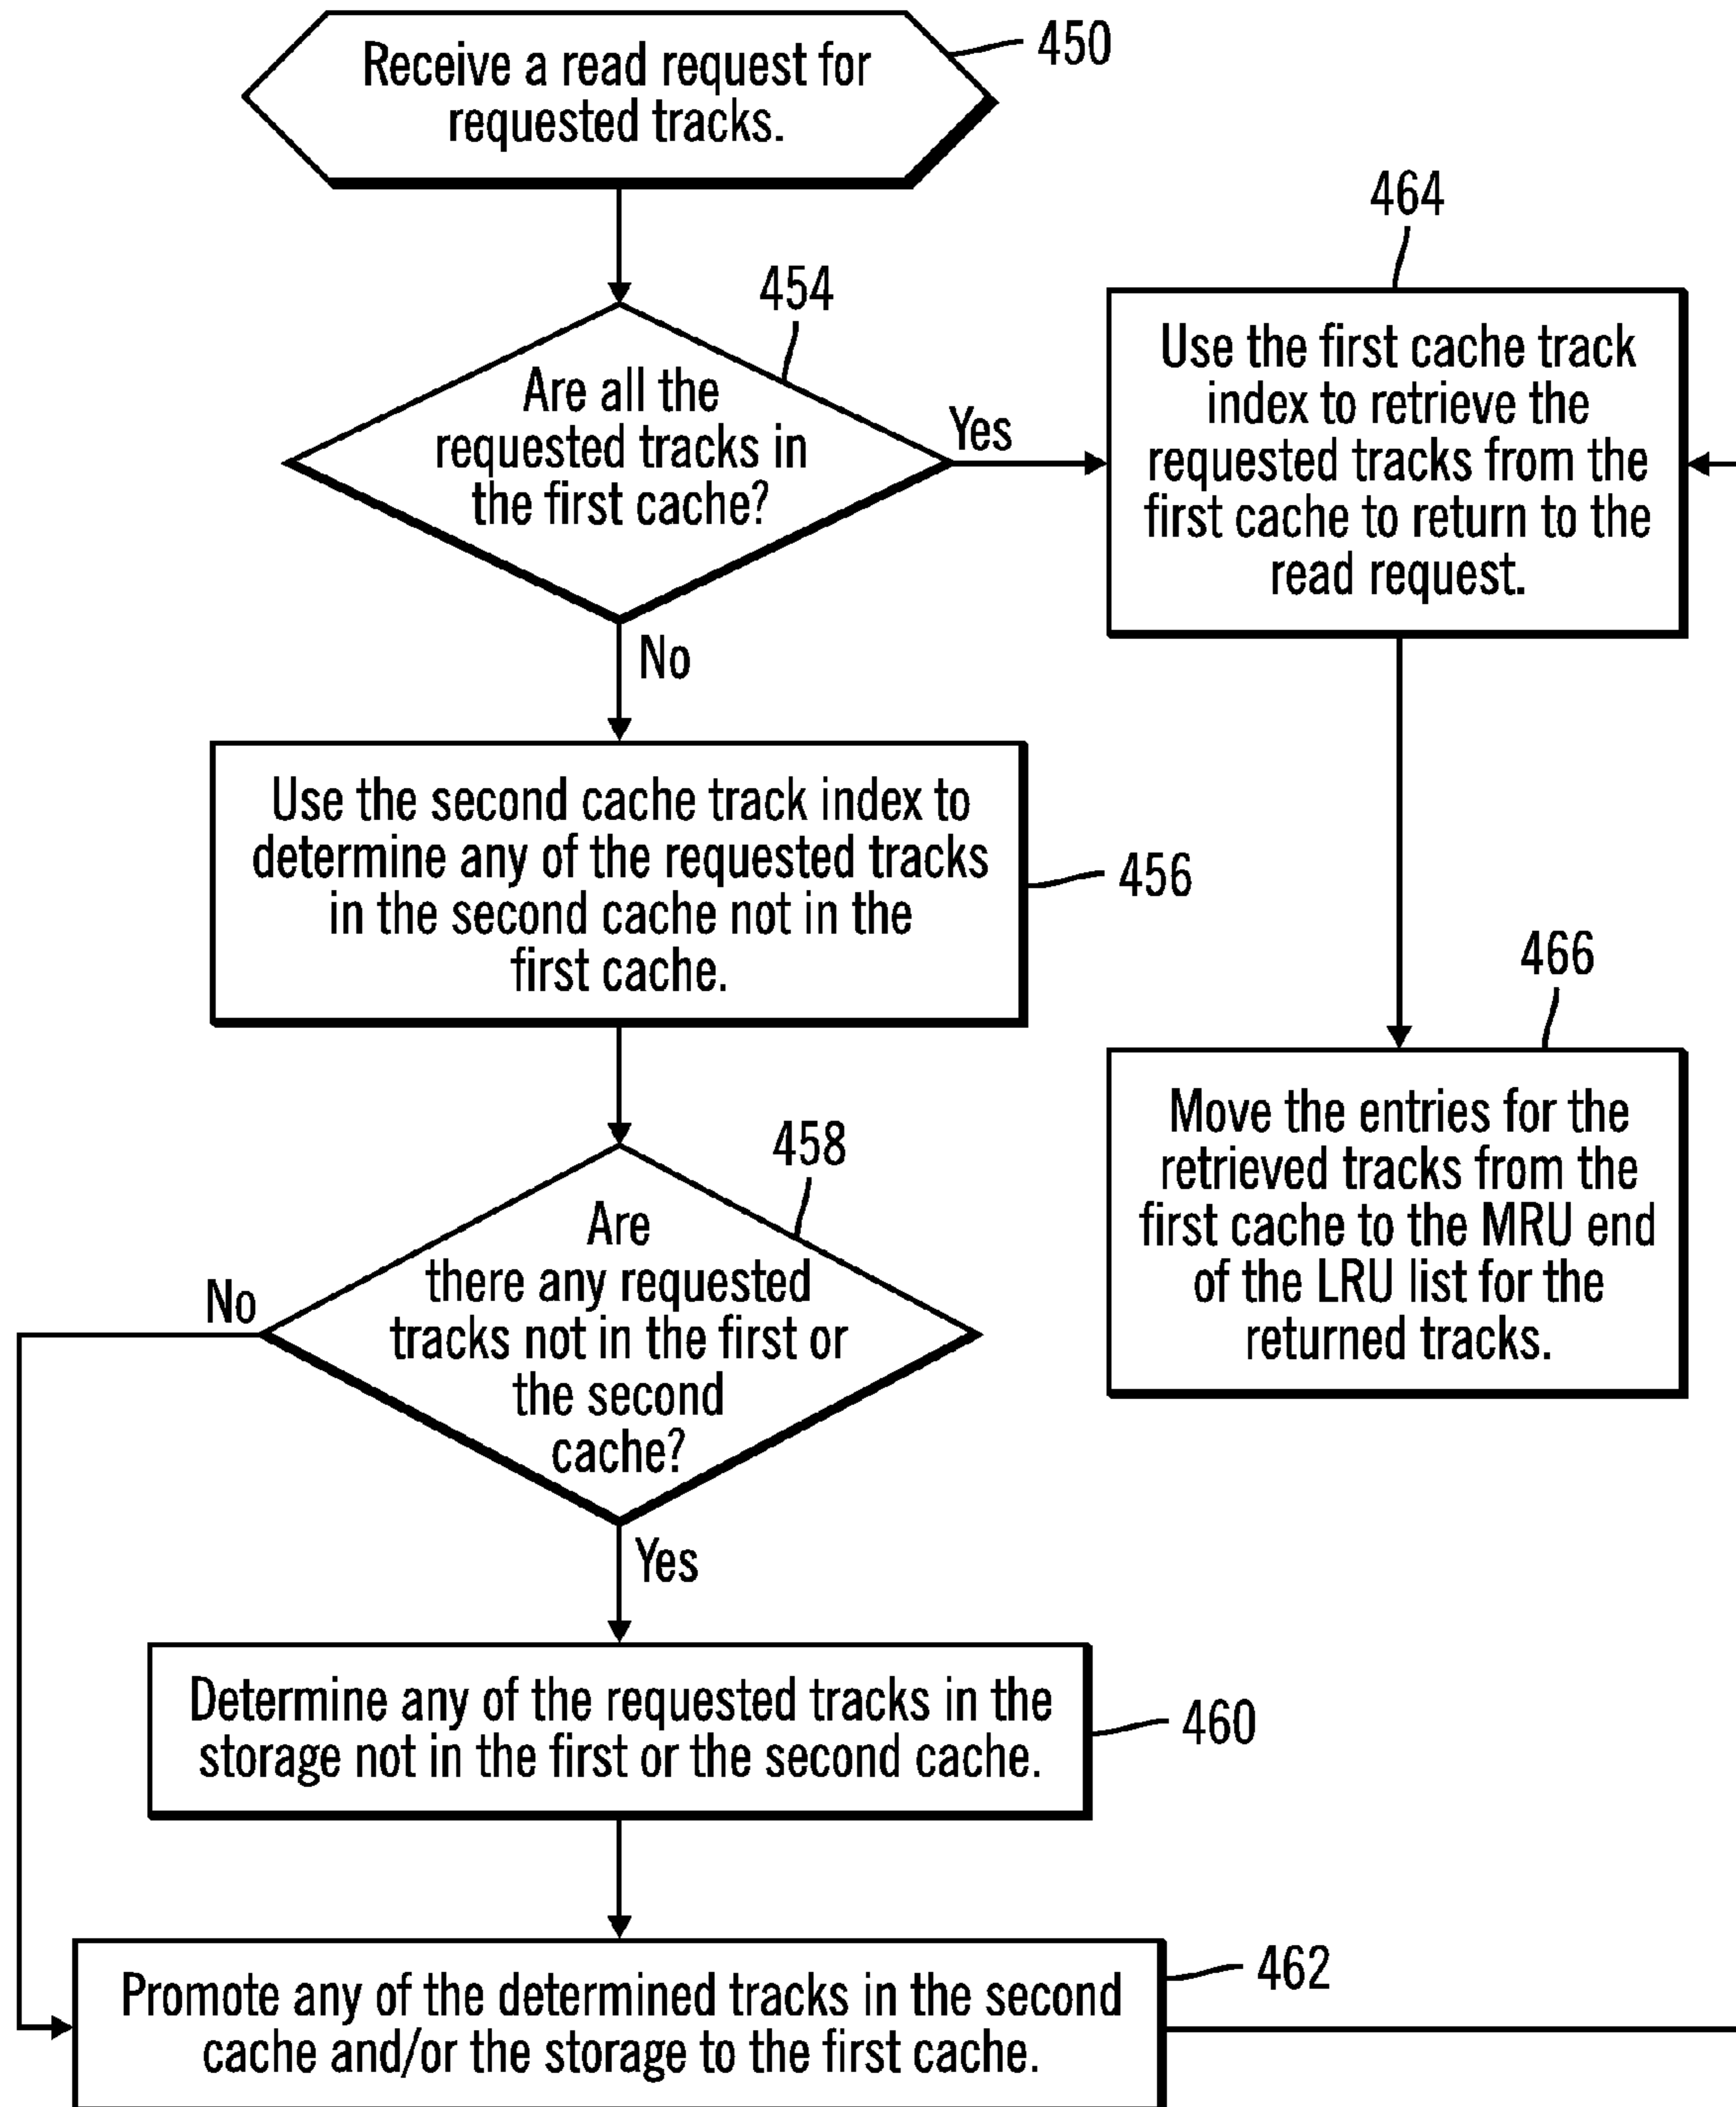 Receive a read request for
requested tracks.
450
454
Are all the
requested tracks in
the first cache?
Yes
No
464
Use the first cache track
index to retrieve the
requested tracks from the
first cache to return to the
read request.
Use the second cache track index to
determine any of the requested tracks
in the second cache not in the
first cache.
456
466
Move the entries for the
retrieved tracks from the
first cache to the MRU end
of the LRU list for the
returned tracks.
458
Are
there any requested
tracks not in the first or
the second
cache?
No
Yes
Determine any of the requested tracks in the
storage not in the first or the second cache.
460
Promote any of the determined tracks in the second
cache and/or the storage to the first cache.
462